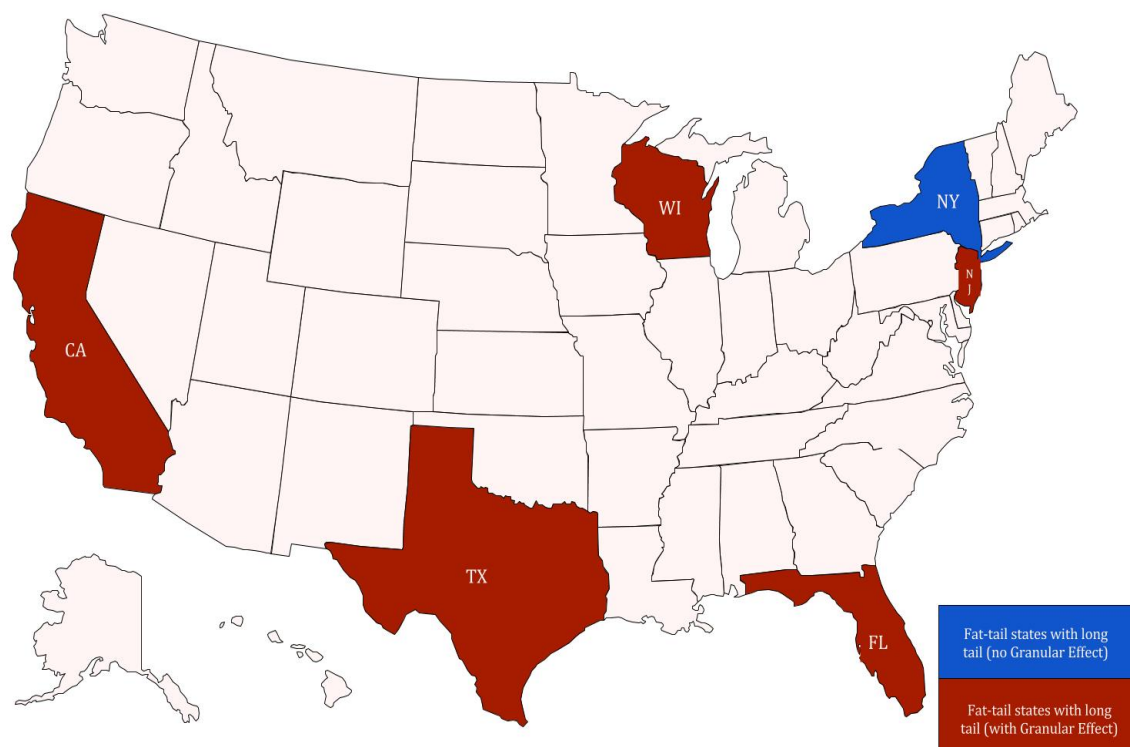 NY
WI
N
J
CA
TX
FL
Fat-tail states with long
tail (no Granular Effect)
Fat-tail states with long
tail (with Granular Effect)